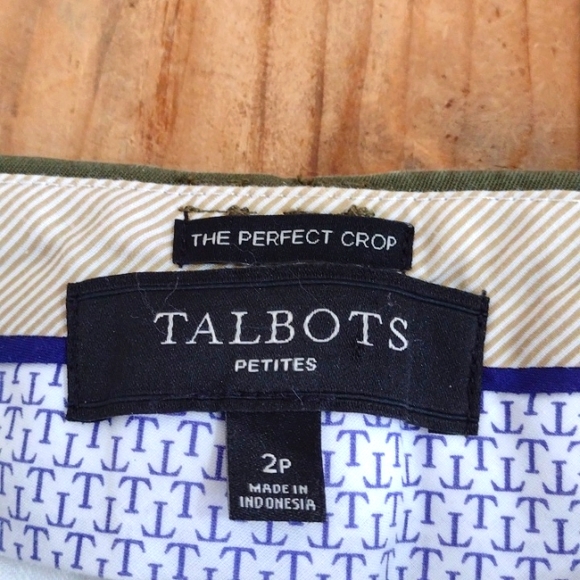 THE PERFECT CROP
TALBOTS
PETITES
2P
MADE IN
INDONESIA